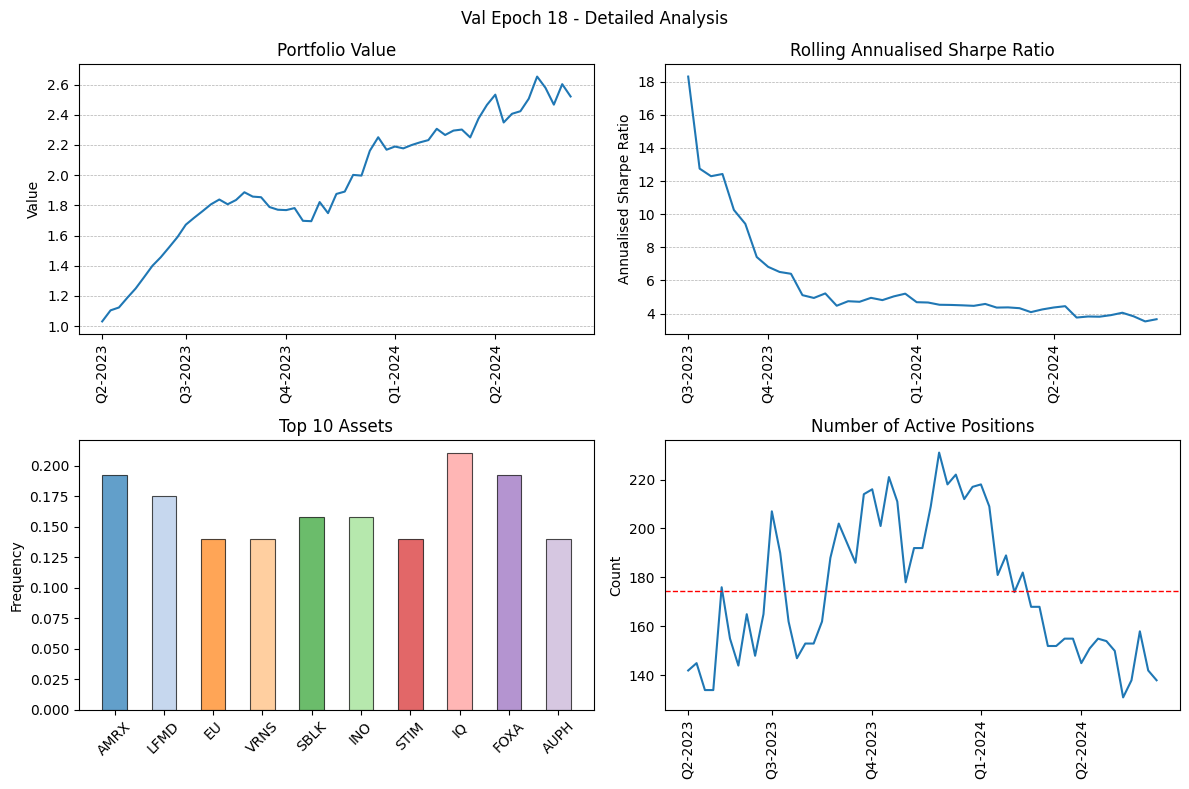 Val Epoch 18 - Detailed Analysis
Portfolio Value
Value
2.6
2.4
2.2
2.0
1.8
1.6
1.4
1.2
1.0
Q2-2023
Q3-2023
Q4-2023
Q1-2024
Q2-2024
Rolling Annualised Sharpe Ratio
Annualised Sharpe Ratio
18
16
14
12
10
8
6
4
Q3-2023
Q4-2023
Q1-2024
Q2-2024
Top 10 Assets
Frequency
0.200
0.175
0.150
0.125
0.100
0.075
0.050
0.025
0.000
AMRX
LFMD
EU
VRNS
SBLK
INO
STIM
IQ
FOXA
AUPH
Number of Active Positions
Count
220
200
180
160
140
Q2-2023
Q3-2023
Q4-2023
Q1-2024
Q2-2024